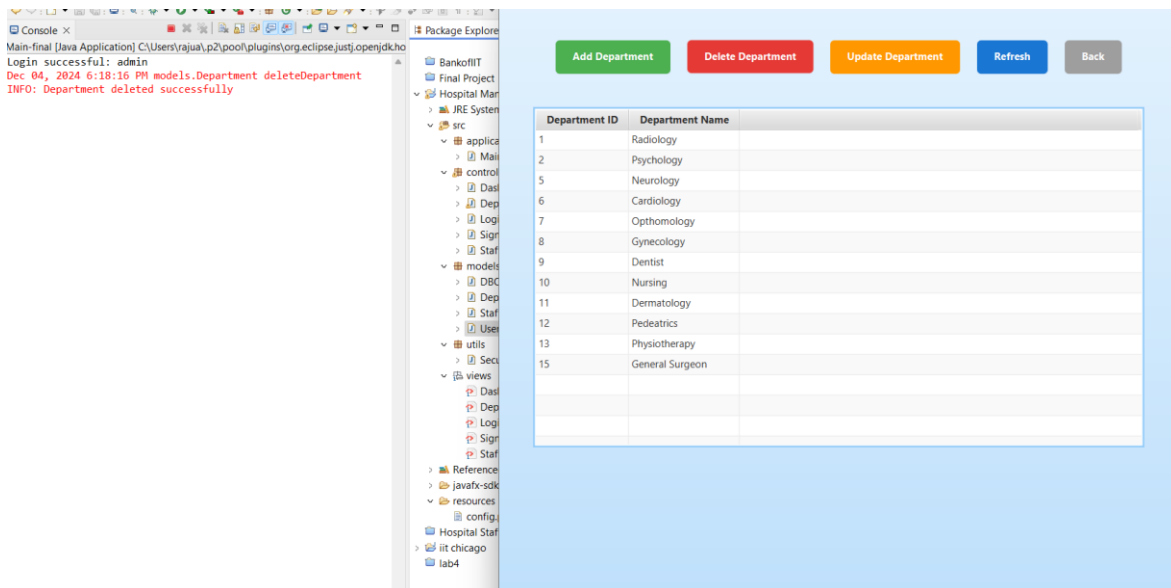 Console ×
Main-final [Java Application] C:\Users\rajua\.p2\pool\plugins\org.eclipse.justj.openjdk.ho
Login successful: admin
Dec 04, 2024 6:18:16 PM models.Department deleteDepartment
INFO: Department deleted successfully
Package Explore
BankofIIT
Final Project
Hospital Mar
JRE System
src
applica
Mai
control
Das
Dep
Logi
Sign
Staf
models
DBC
Dep
Staf
User
utils
Secu
views
Das
Dep
Logi
Sign
Staf
Reference
javafx-sdk
resources
config.
Hospital Staf
iit chicago
lab4
Add Department Delete Department Update Department Refresh Back
Department ID Department Name
1 Radiology
2 Psychology
5 Neurology
6 Cardiology
7 Opthomology
8 Gynecology
9 Dentist
10 Nursing
11 Dermatology
12 Pedeatrics
13 Physiotherapy
15 General Surgeon